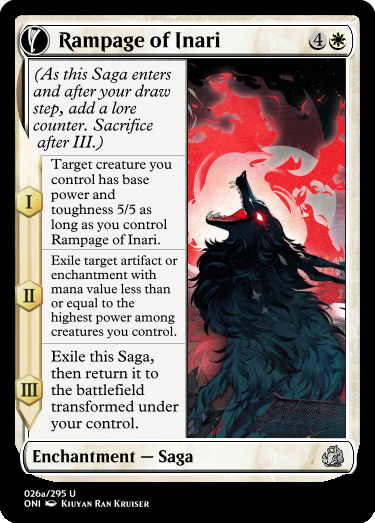 Rampage of Inari 4
(As this Saga enters
and after your draw
step, add a lore
counter. Sacrifice
after III.)
I
Target creature you
control has base
power and
toughness 5/5 as
long as you control
Rampage of Inari.
II
Exile target artifact or
enchantment with
mana value less than
or equal to the
highest power among
creatures you control.
III
Exile this Saga,
then return it to
the battlefield
transformed under
your control.
Enchantment — Saga
026a/295 U
ONI Kiuyan Ran Kruiser